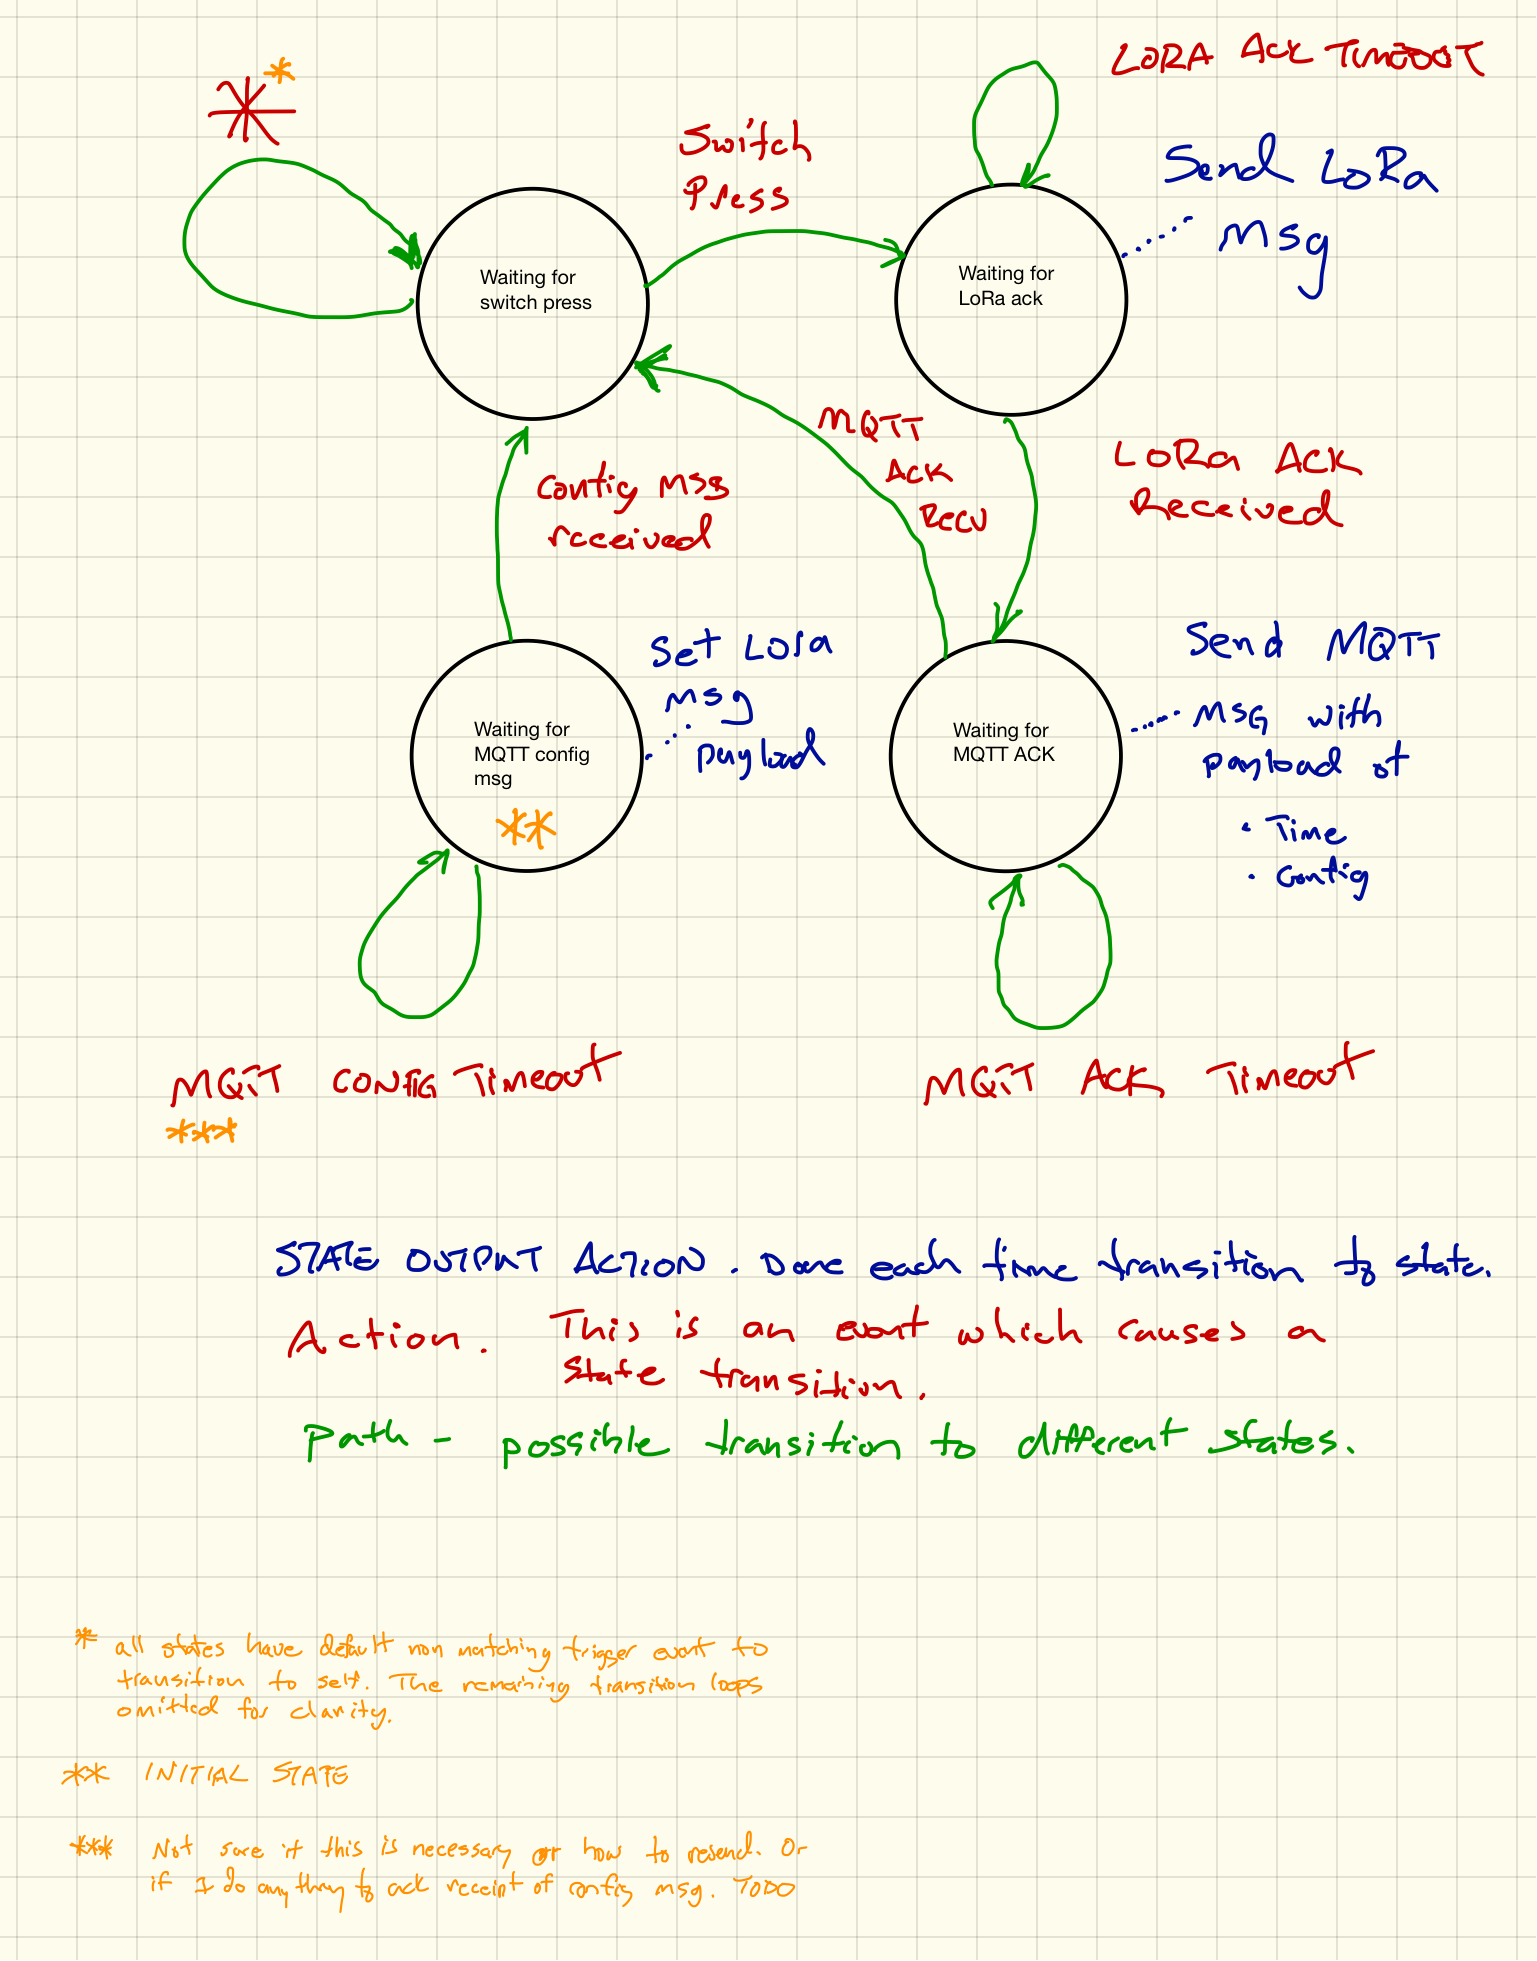 *
*
LORA ACK TIMEOUT
Switch
Press
Send LoRa
Msg
Waiting for
switch press
Waiting for
LoRa ack
MQTT
ACK
RECV
LoRa ACK
Received
Config Msg
received
Set Lora
msg
payload
Send MQTT
MSG with
payload of
• Time
• Config
Waiting for
MQTT config
msg
**
Waiting for
MQTT ACK
MQTT CONFIG Timeout
***
MQTT ACK Timeout
STATE OUTPUT ACTION. Done each time transition to state.
Action. This is an event which causes a
state transition.
Path - possible transition to different states.
* all states have default non matching trigger event to
transition to self. The remaining transition loops
omitted for clarity.
** INITIAL STATE
*** Not sure if this is necessary or how to resend. Or
if I do anything to ack receipt of config msg. TODO